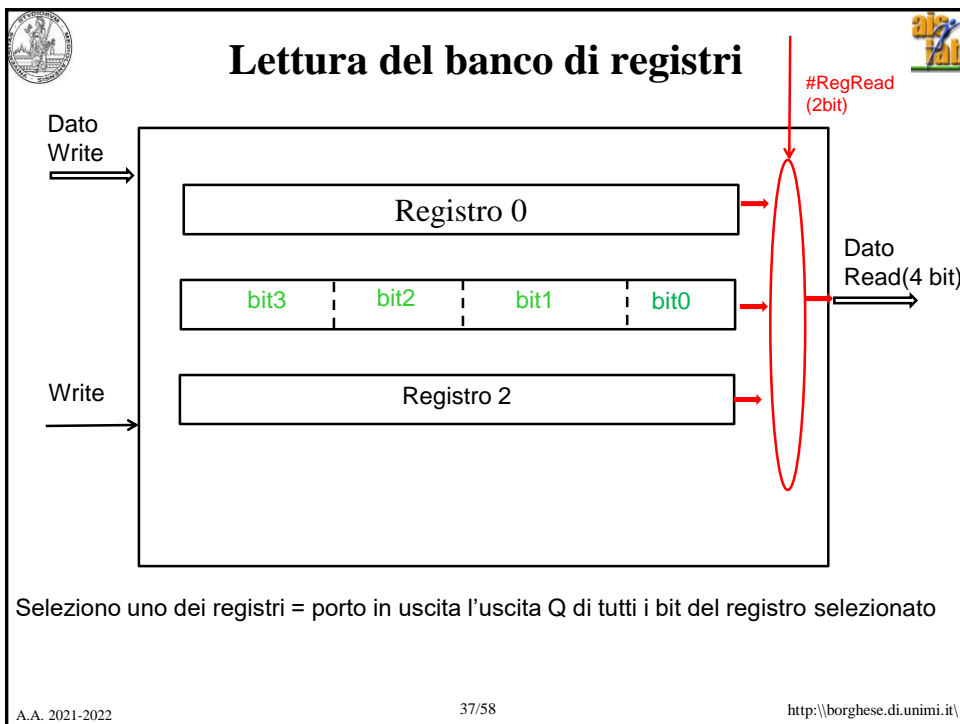 Lettura del banco di registri
#RegRead
(2bit)
Dato
Write
Registro 0
Dato
Read(4 bit)
bit3 bit2 bit1 bit0
Write
Registro 2
Seleziono uno dei registri = porto in uscita l'uscita Q di tutti i bit del registro selezionato
A.A. 2021-2022
37/58
http:\\borghese.di.unimi.it\